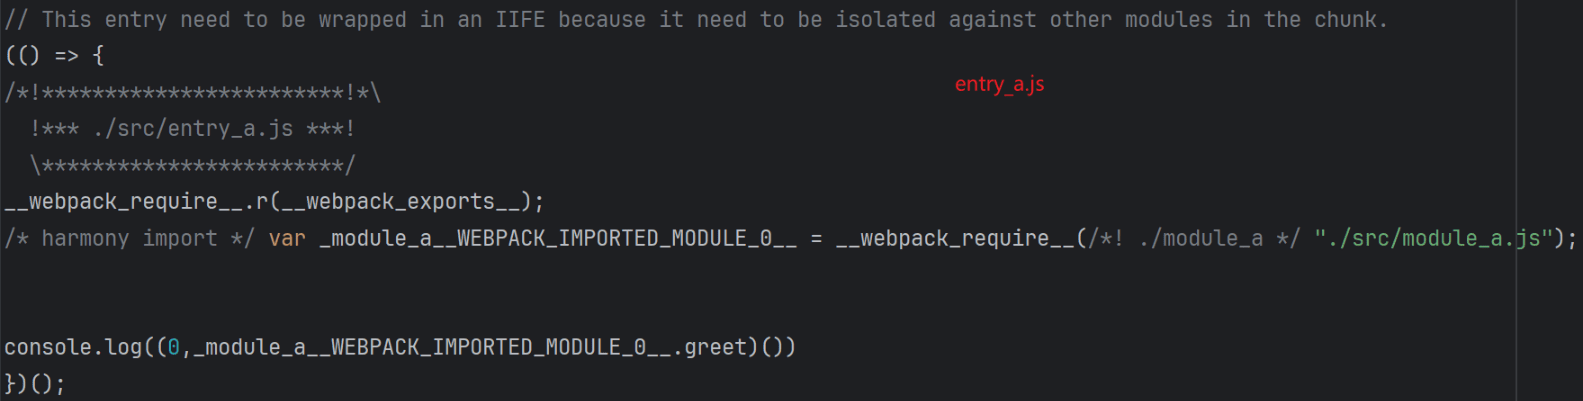 // This entry need to be wrapped in an IIFE because it need to be isolated against other modules in the chunk.
(() => {
entry_a.js
/*!************************!*\
  !*** ./src/entry_a.js ***!
  \************************/
__webpack_require__.r(__webpack_exports__);
/* harmony import */ var _module_a__WEBPACK_IMPORTED_MODULE_0__ = __webpack_require__(/*! ./module_a */ "./src/module_a.js");
console.log((0,_module_a__WEBPACK_IMPORTED_MODULE_0__.greet)())
})();